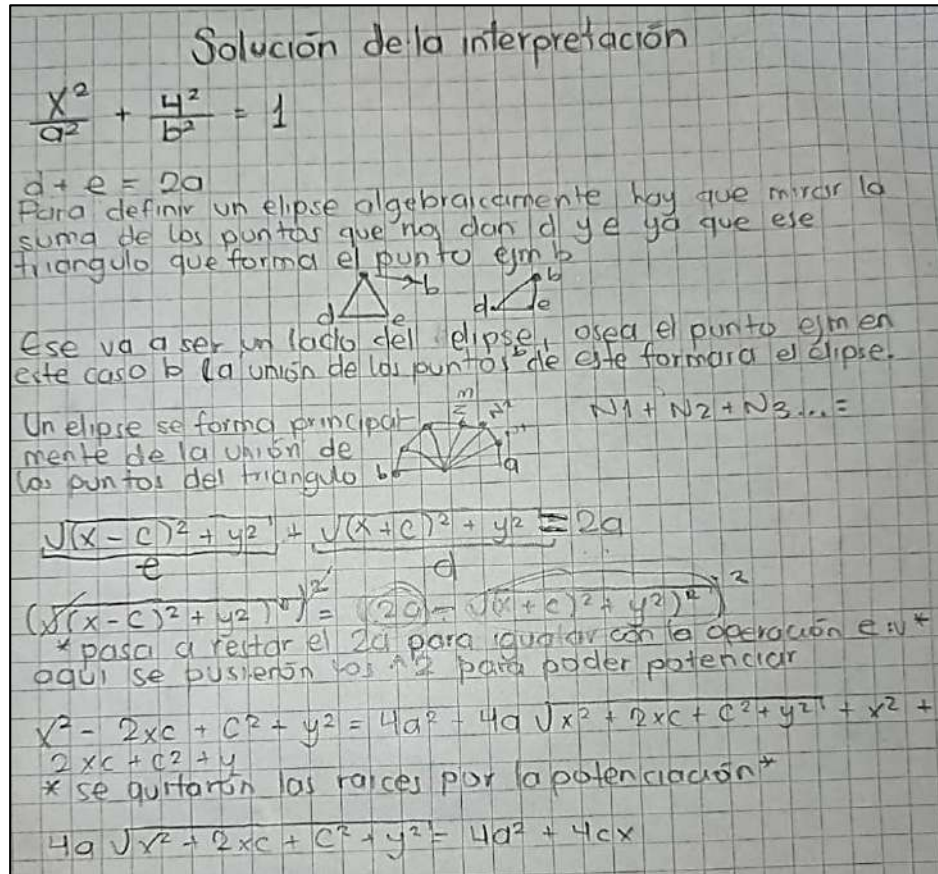 Solución de la interpretación
x²/a² + y²/b² = 1
d + e = 2a
Para definir un elipse algebraicamente hay que mirar la
suma de los puntos que nos dan d y e ya que ese
triangulo que forma el punto ejm b
b b
d e d e
Ese va a ser un lado del elipse, osea el punto ejm en
este caso b la unión de los puntos de este formara el elipse.
Un elipse se forma principal N1 + N2 + N3... =
mente de la unión de
los puntos del triangulo b a
√(x - c)² + y² + √(x + c)² + y² = 2a
e d
(√(x - c)² + y²)² = (2a - √(x + c)² + y²)²
*pasa a restar el 2a para igualar con la operación e*
aqui se pusierón los ^2 para poder potenciar
x² - 2xc + c² + y² = 4a² - 4a √x² + 2xc + c² + y² + x² +
2xc + c² + y
* se quitarón las raices por la potenciación*
4a √x² + 2xc + c² + y² = 4a² + 4cx